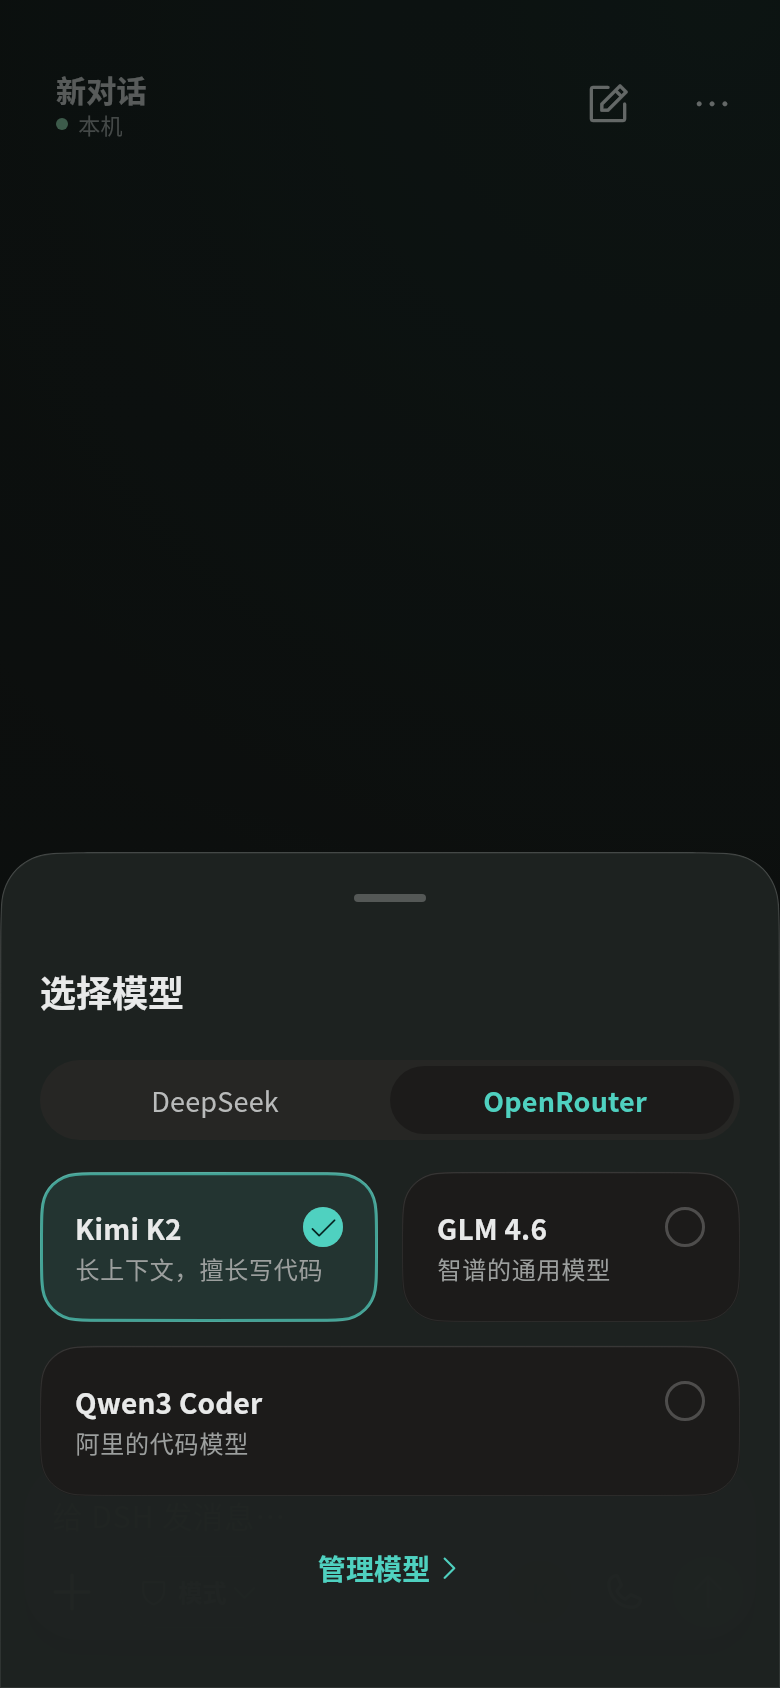 新对话
本机
选择模型
DeepSeek
OpenRouter
Kimi K2
长上下文，擅长写代码
GLM 4.6
智谱的通用模型
Qwen3 Coder
阿里的代码模型
管理模型